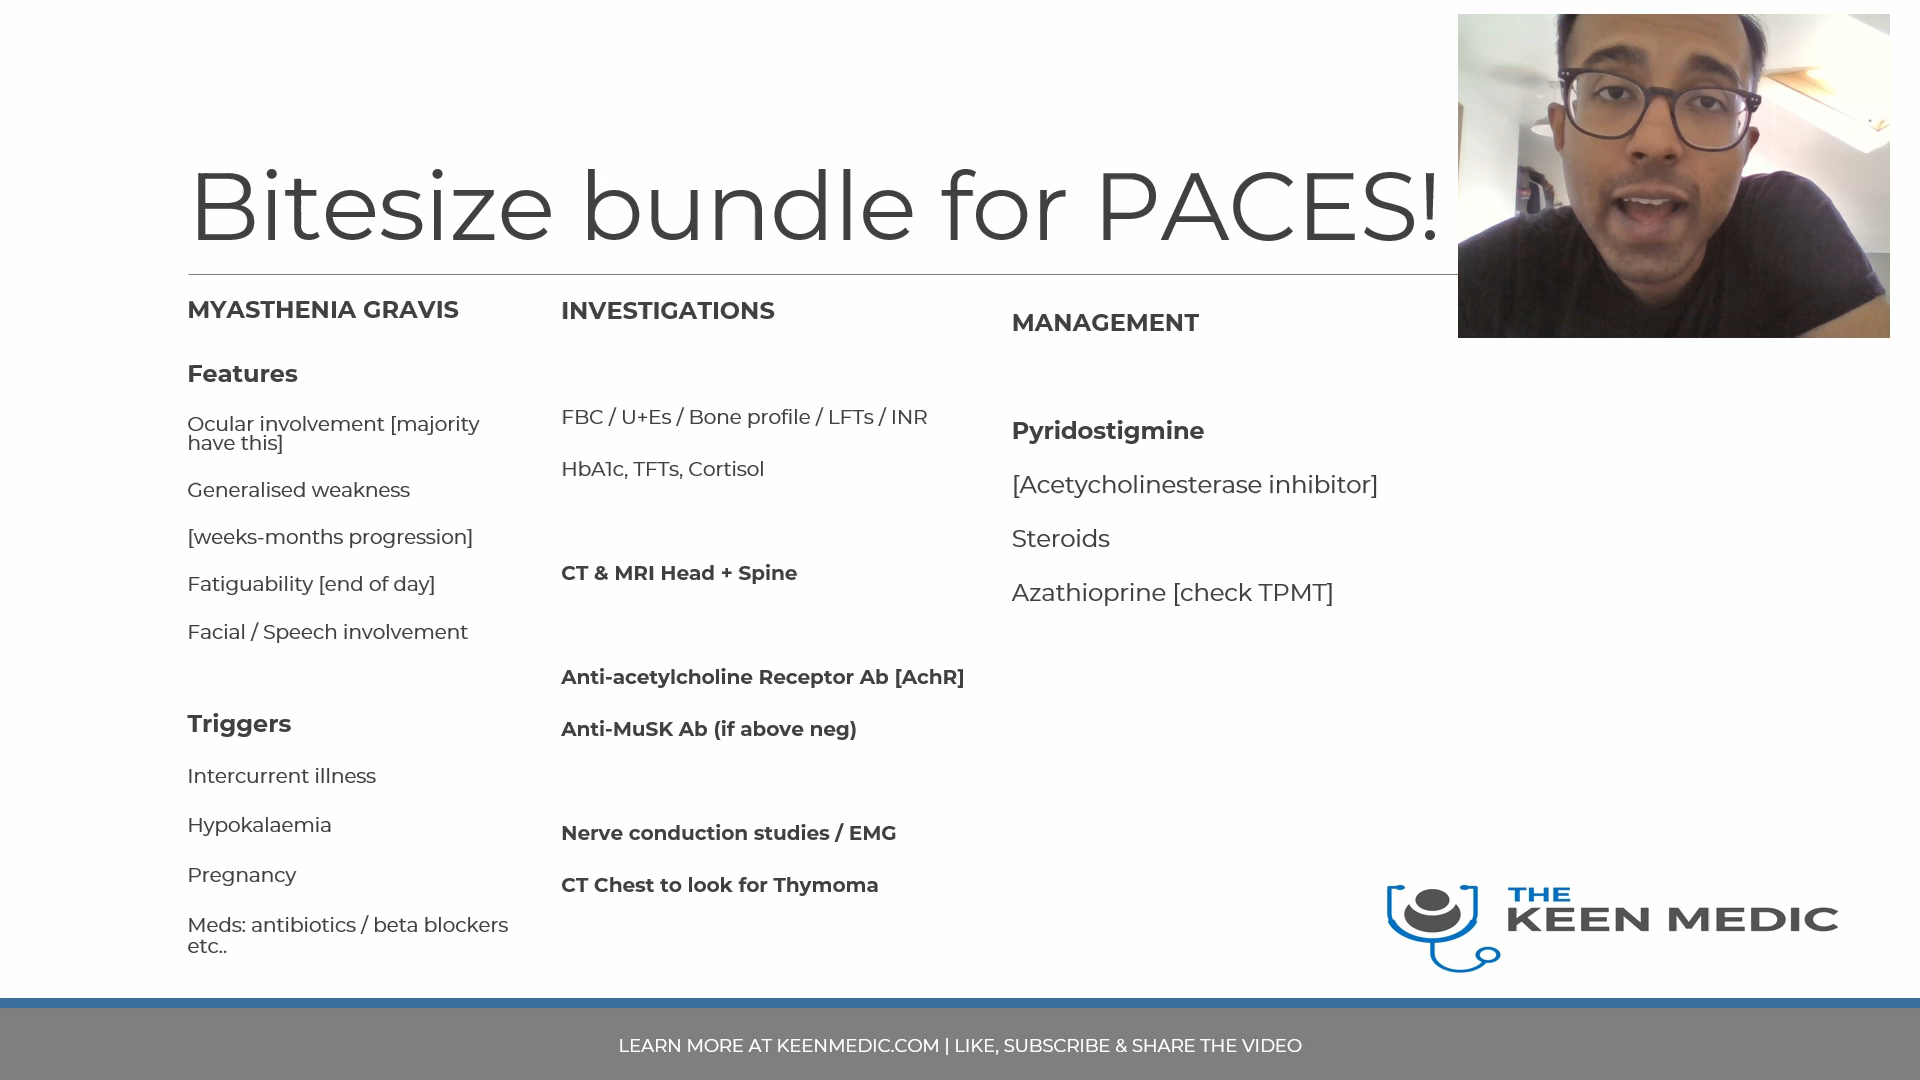 Bitesize bundle for PACES!
MYASTHENIA GRAVIS
Features
Ocular involvement [majority
have this]
Generalised weakness
[weeks-months progression]
Fatiguability [end of day]
Facial / Speech involvement
Triggers
Intercurrent illness
Hypokalaemia
Pregnancy
Meds: antibiotics / beta blockers
etc..
INVESTIGATIONS
FBC / U+Es / Bone profile / LFTs / INR
HbA1c, TFTs, Cortisol
CT & MRI Head + Spine
Anti-acetylcholine Receptor Ab [AchR]
Anti-MuSK Ab (if above neg)
Nerve conduction studies / EMG
CT Chest to look for Thymoma
MANAGEMENT
Pyridostigmine
[Acetycholinesterase inhibitor]
Steroids
Azathioprine [check TPMT]
THE
KEEN MEDIC
LEARN MORE AT KEENMEDIC.COM | LIKE, SUBSCRIBE & SHARE THE VIDEO